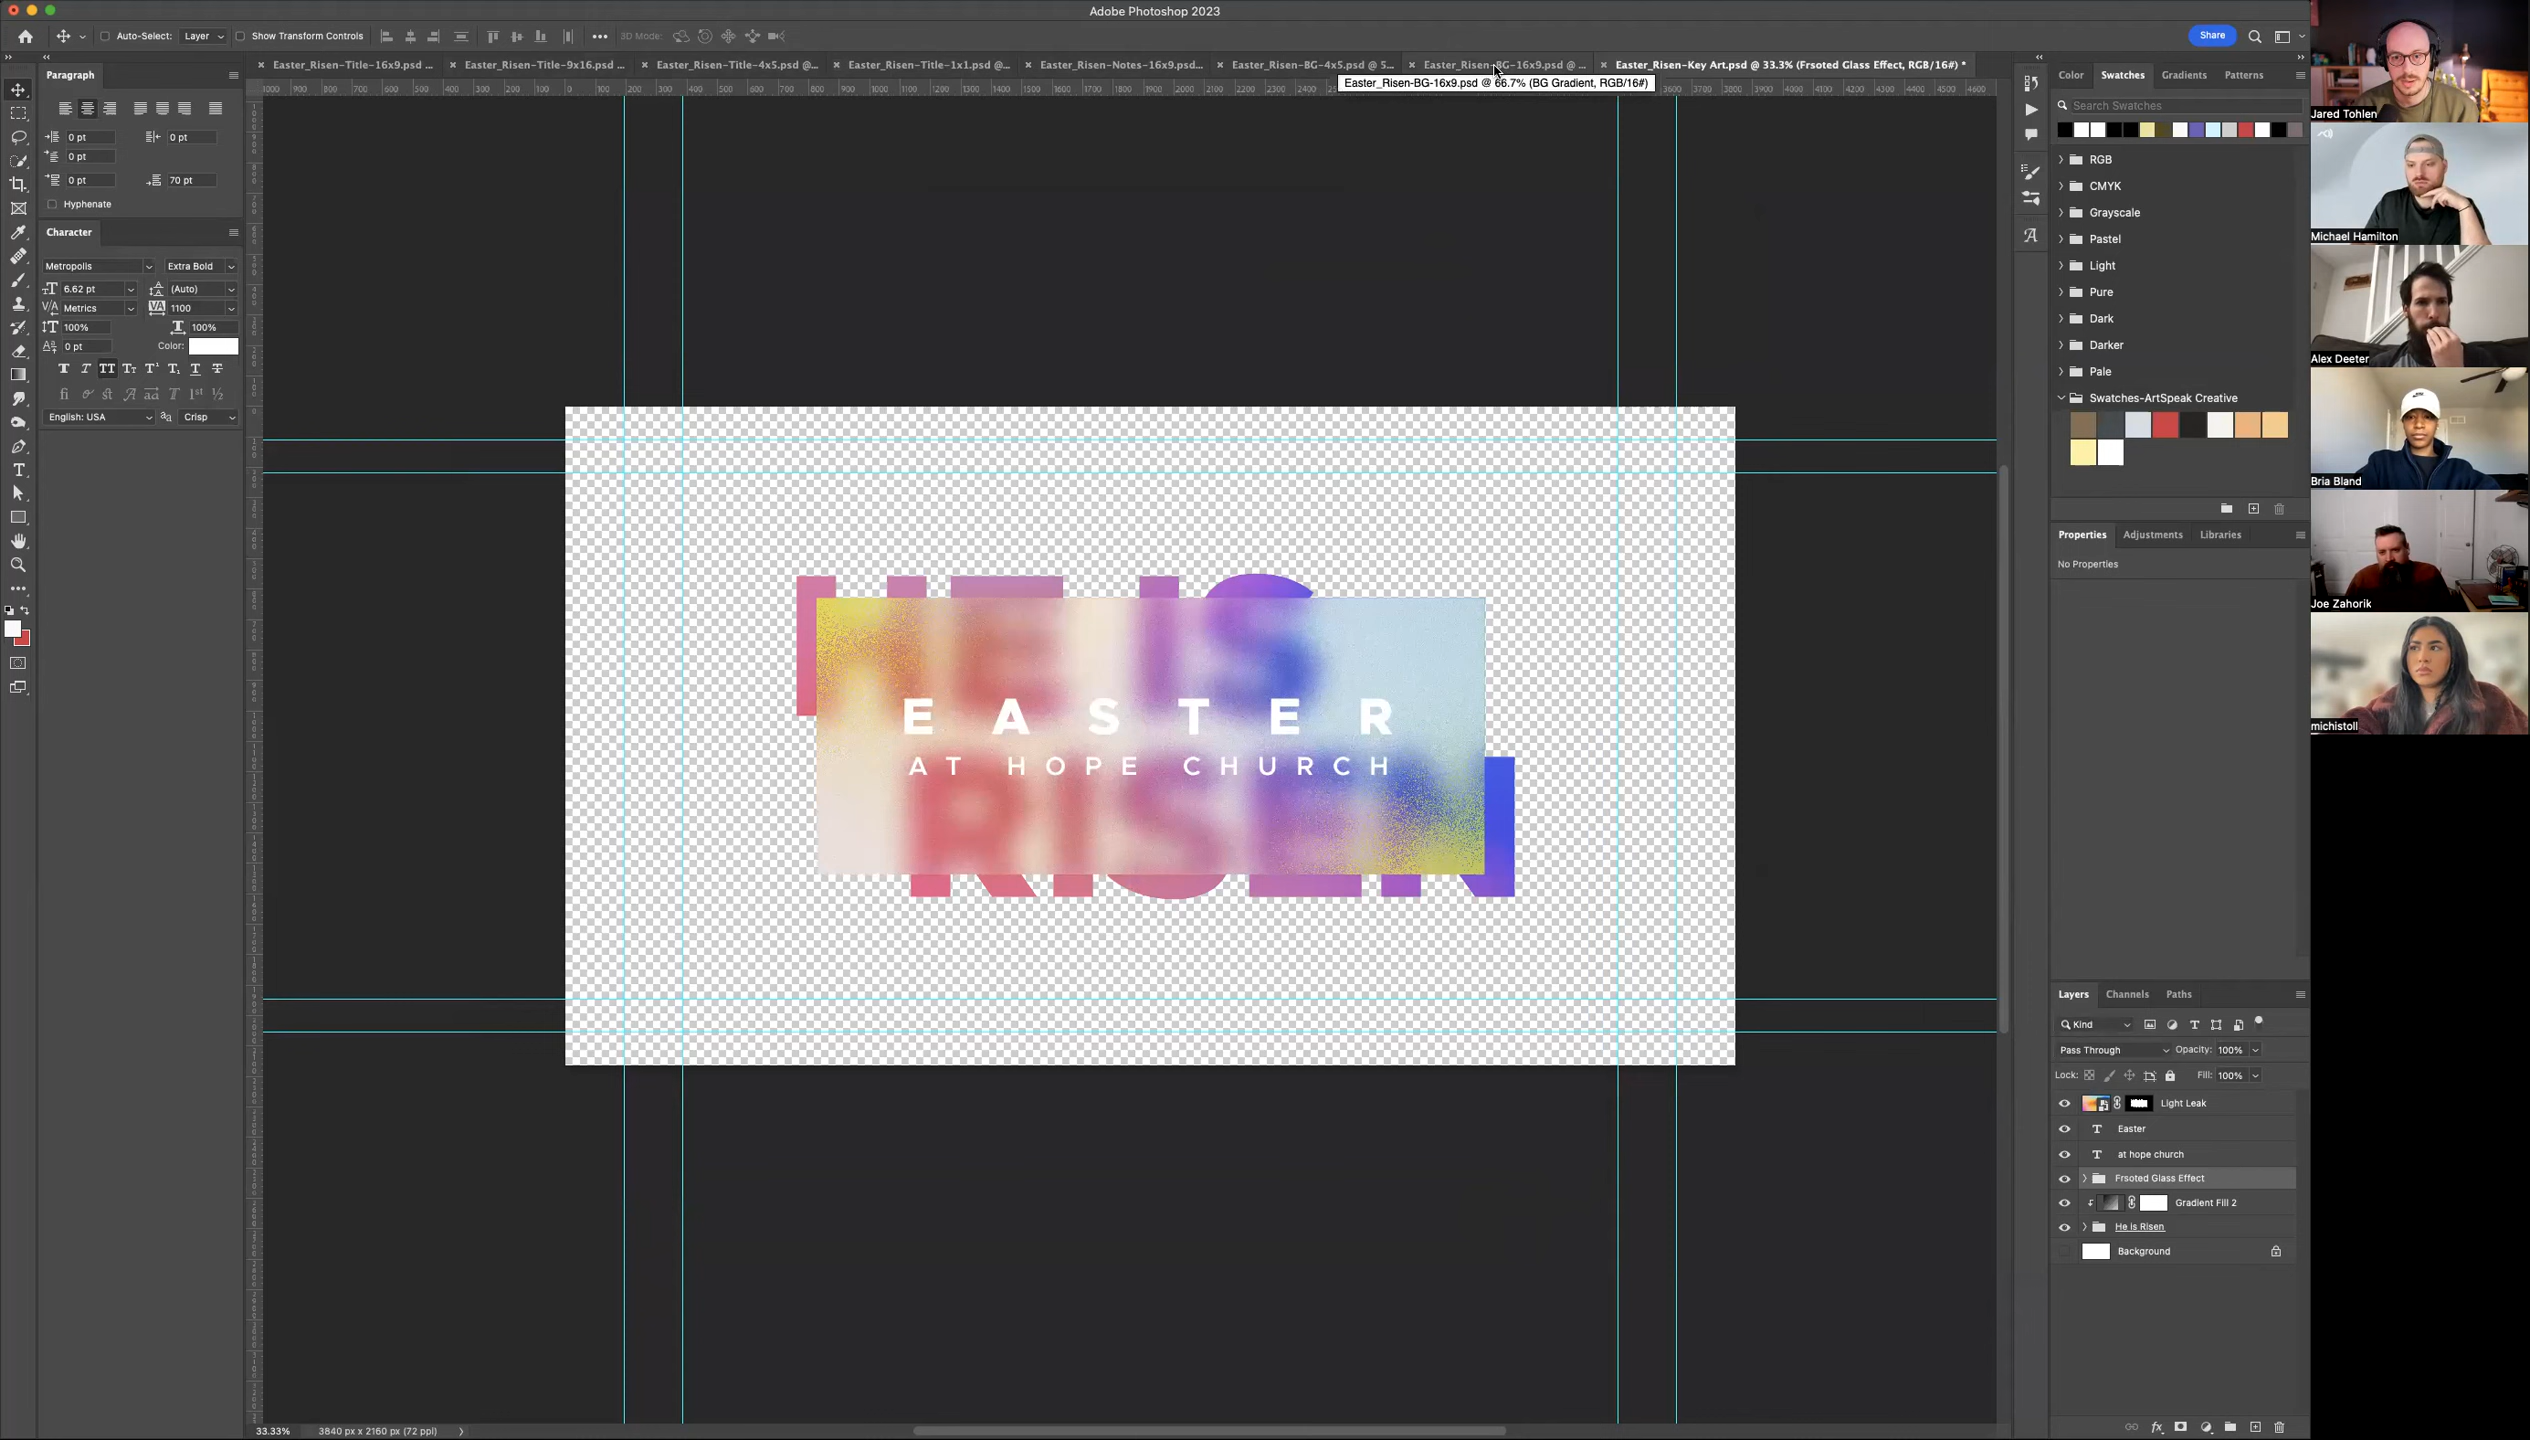 Adobe Photoshop 2023
Auto-Select: Layer Show Transform Controls 3D Mode: Share
Easter_Risen-Title-16x9.psd ...
Easter_Risen-Title-9x16.psd ...
Easter_Risen-Title-4x5.psd @...
Easter_Risen-Title-1x1.psd @...
Easter_Risen-Notes-16x9.psd...
Easter_Risen-BG-4x5.psd @ 5...
Easter_Risen-BG-16x9.psd @ ...
Easter_Risen-Key Art.psd @ 33.3% (Frsoted Glass Effect, RGB/16#) *
Easter_Risen-BG-16x9.psd @ 66.7% (BG Gradient, RGB/16#)
Paragraph
0 pt 0 pt
0 pt
0 pt 70 pt
Hyphenate
Character
Metropolis Extra Bold
6.62 pt (Auto)
Metrics 1100
100% 100%
0 pt Color:
English: USA Crisp
HE IS
EASTER
AT HOPE CHURCH
RISEN
33.33% 3840 px x 2160 px (72 ppi)
Color Swatches Gradients Patterns
Search Swatches
RGB
CMYK
Grayscale
Pastel
Light
Pure
Dark
Darker
Pale
Swatches-ArtSpeak Creative
Properties Adjustments Libraries
No Properties
Layers Channels Paths
Kind
Pass Through Opacity: 100%
Lock: Fill: 100%
Light Leak
Easter
at hope church
Frsoted Glass Effect
Gradient Fill 2
He is Risen
Background
Jared Tohlen
Michael Hamilton
Alex Deeter
Bria Bland
Joe Zahorik
michistoll